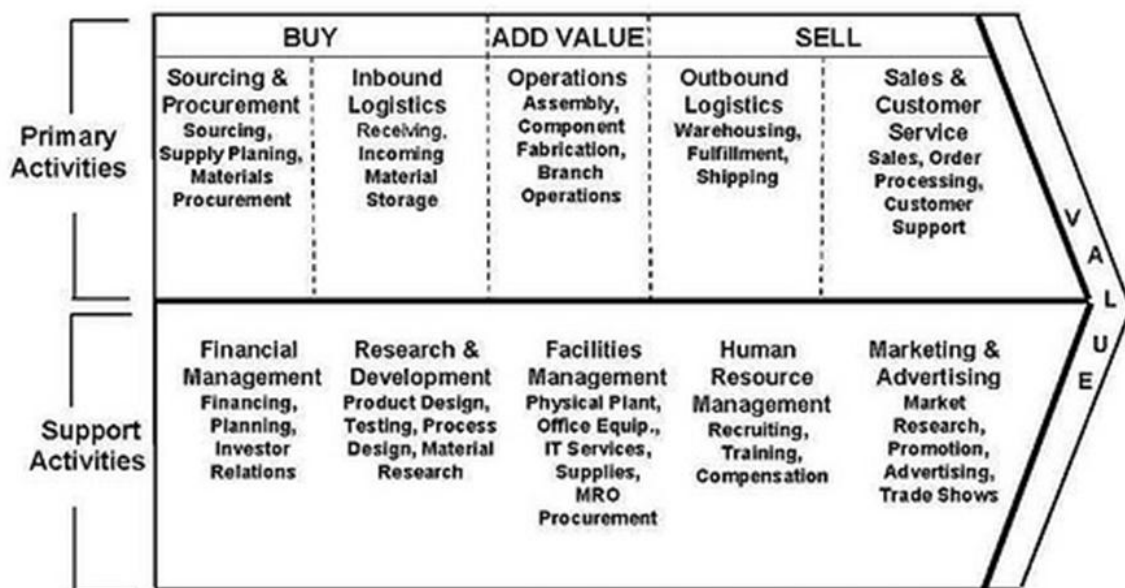 BUY
ADD VALUE
SELL
Primary
Activities
Sourcing &
Procurement
Sourcing,
Supply Planing,
Materials
Procurement
Inbound
Logistics
Receiving,
Incoming
Material
Storage
Operations
Assembly,
Component
Fabrication,
Branch
Operations
Outbound
Logistics
Warehousing,
Fulfillment,
Shipping
Sales &
Customer
Service
Sales, Order
Processing,
Customer
Support
Support
Activities
Financial
Management
Financing,
Planning,
Investor
Relations
Research &
Development
Product Design,
Testing, Process
Design, Material
Research
Facilities
Management
Physical Plant,
Office Equip.,
IT Services,
Supplies,
MRO
Procurement
Human
Resource
Management
Recruiting,
Training,
Compensation
Marketing &
Advertising
Market
Research,
Promotion,
Advertising,
Trade Shows
VALUE